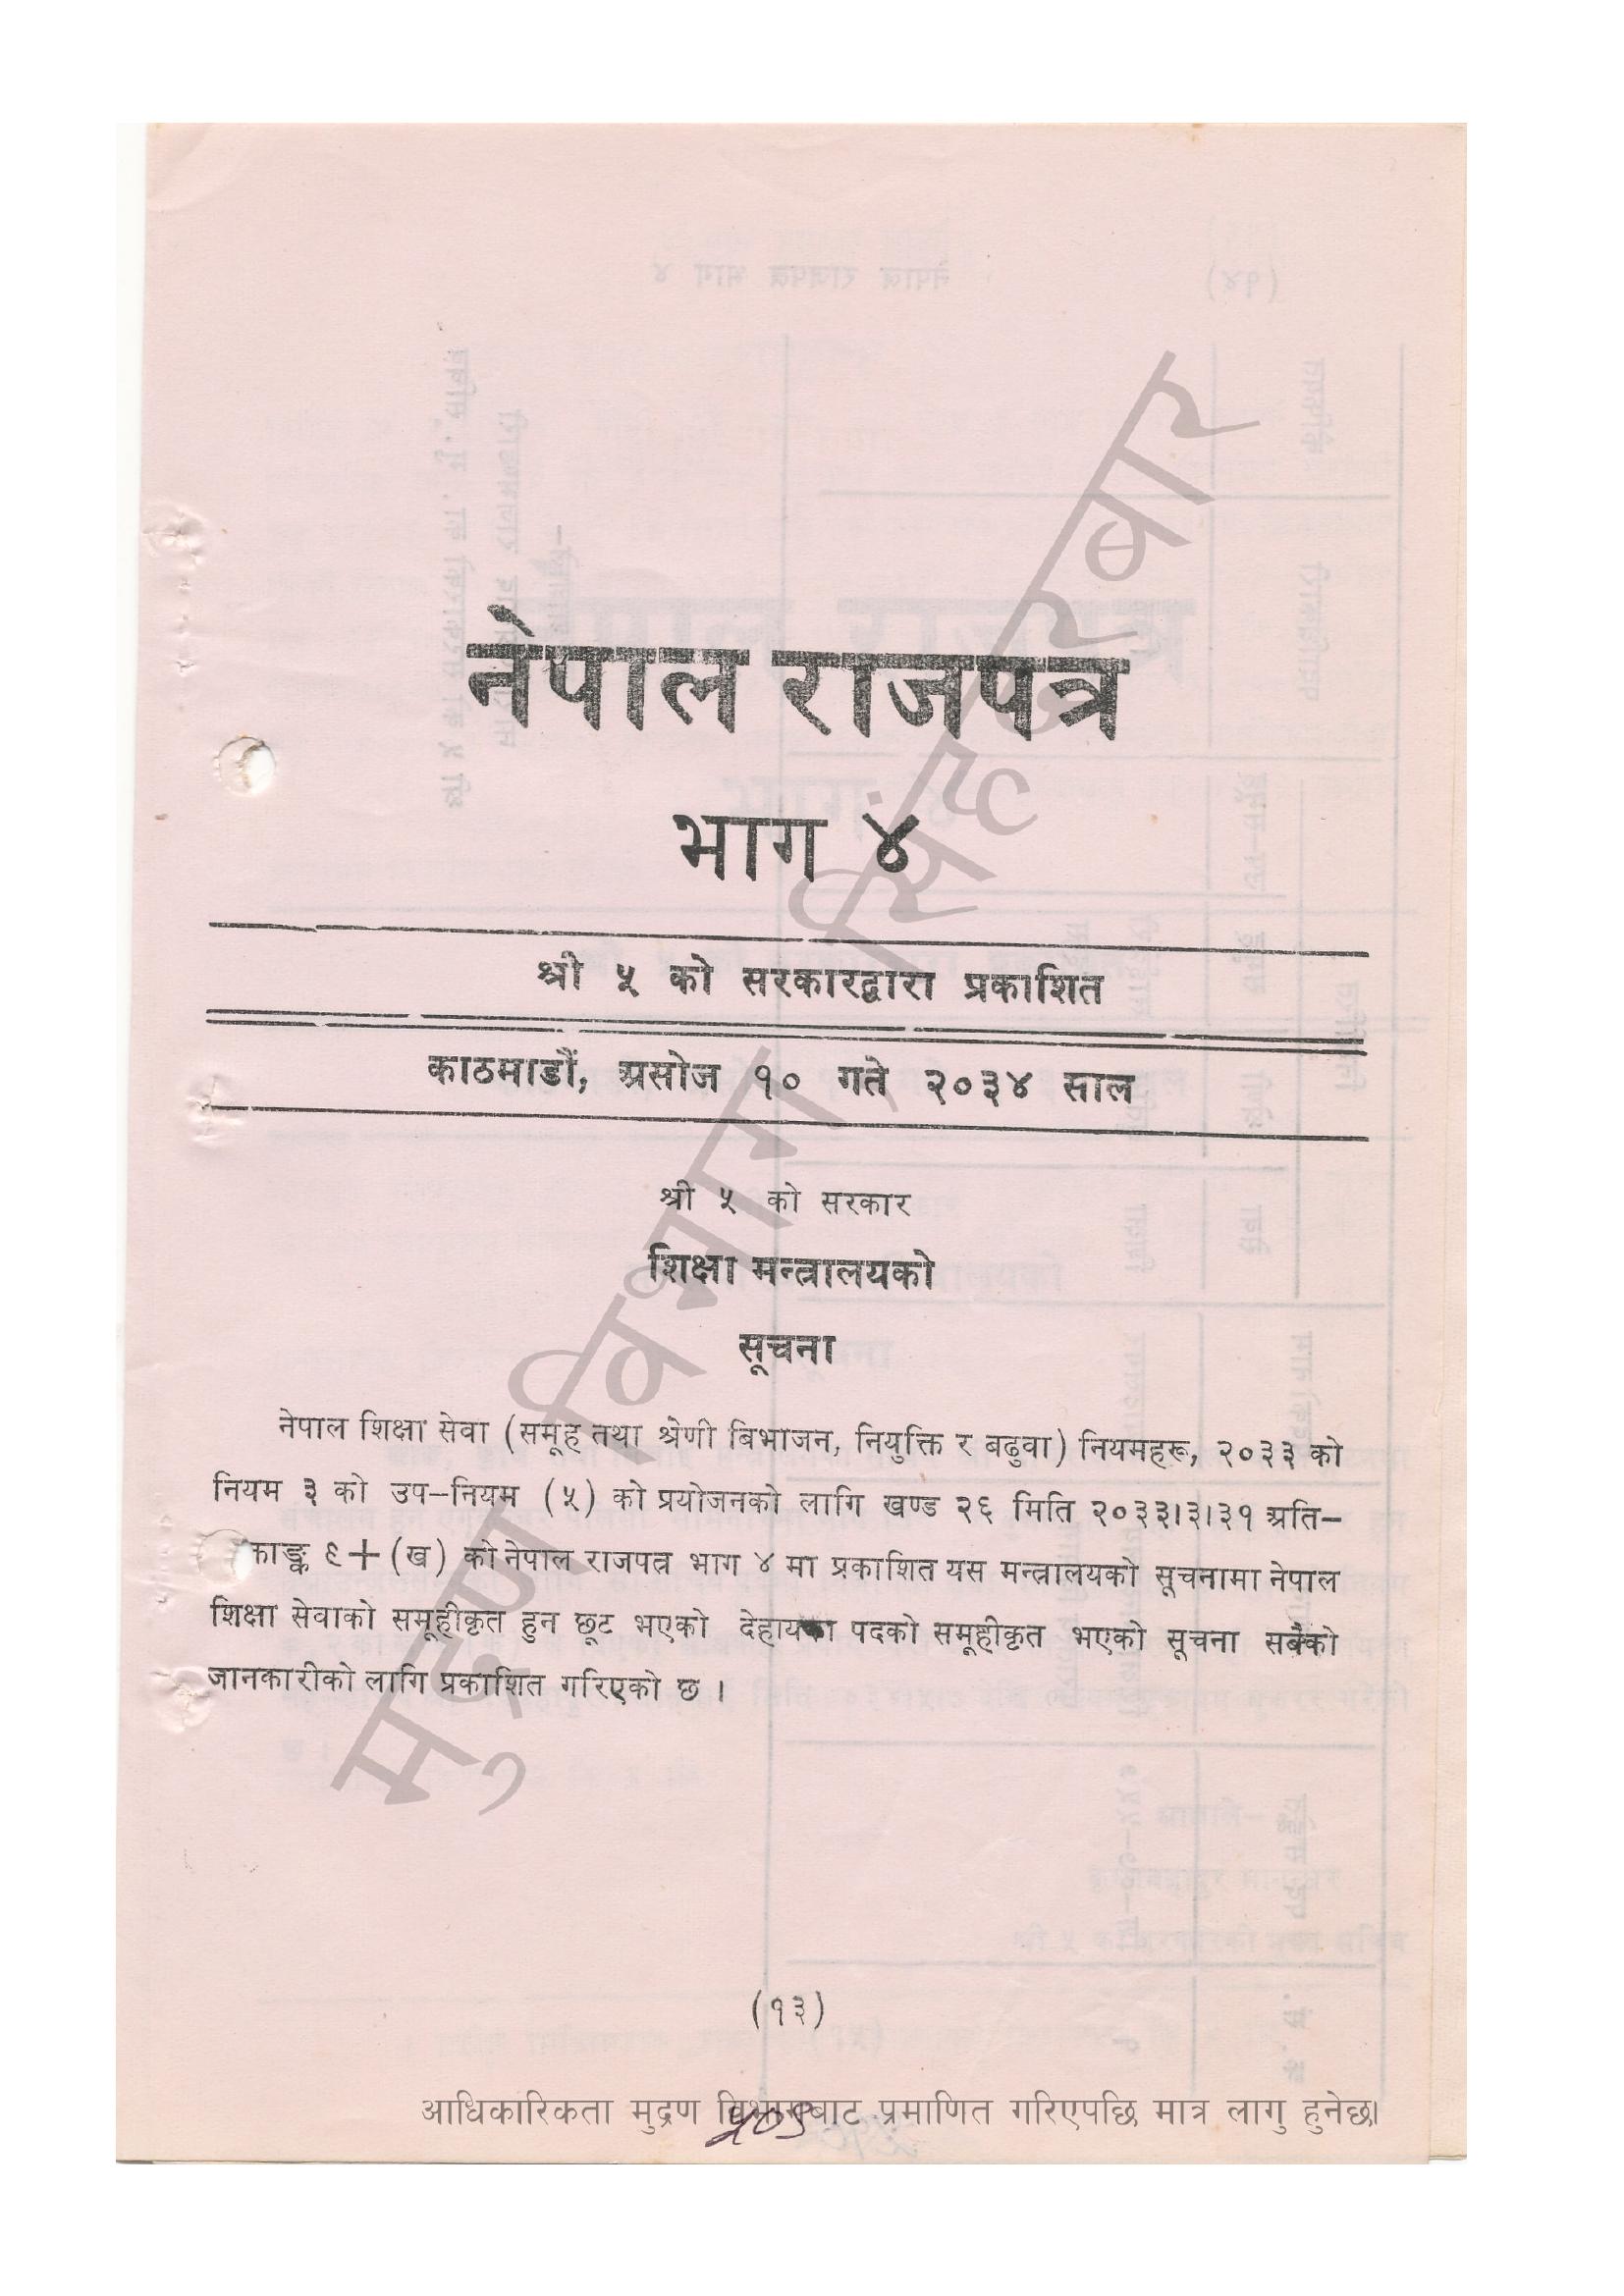 नेपाल राजपत्र
भाग ४
श्री ५ को सरकारद्वारा प्रकाशित
काठमाडौं, असोज १० गते २०३४ साल
श्री ५ को सरकार
शिक्षा मन्त्रालयको
सूचना
नेपाल शिक्षा सेवा (समूह तथा श्रेणी बिभाजन, नियुक्ति र बढुवा) नियमहरू, २०३३ को
नियम ३ को उप-नियम (५) को प्रयोजनको लागि खण्ड २६ मिति २०३३।३।३१ अति-
काङ्क ९+(ख) को नेपाल राजपत्र भाग ४ मा प्रकाशित यस मन्त्रालयको सूचनामा नेपाल
शिक्षा सेवाको समूहीकृत हुन छूट भएको देहायका पदको समूहीकृत भएको सूचना सबैको
जानकारीको लागि प्रकाशित गरिएको छ ।
मुद्रण विभाग, सिंहदरबार
(१३)
आधिकारिकता मुद्रण विभागबाट प्रमाणित गरिएपछि मात्र लागु हुनेछ।